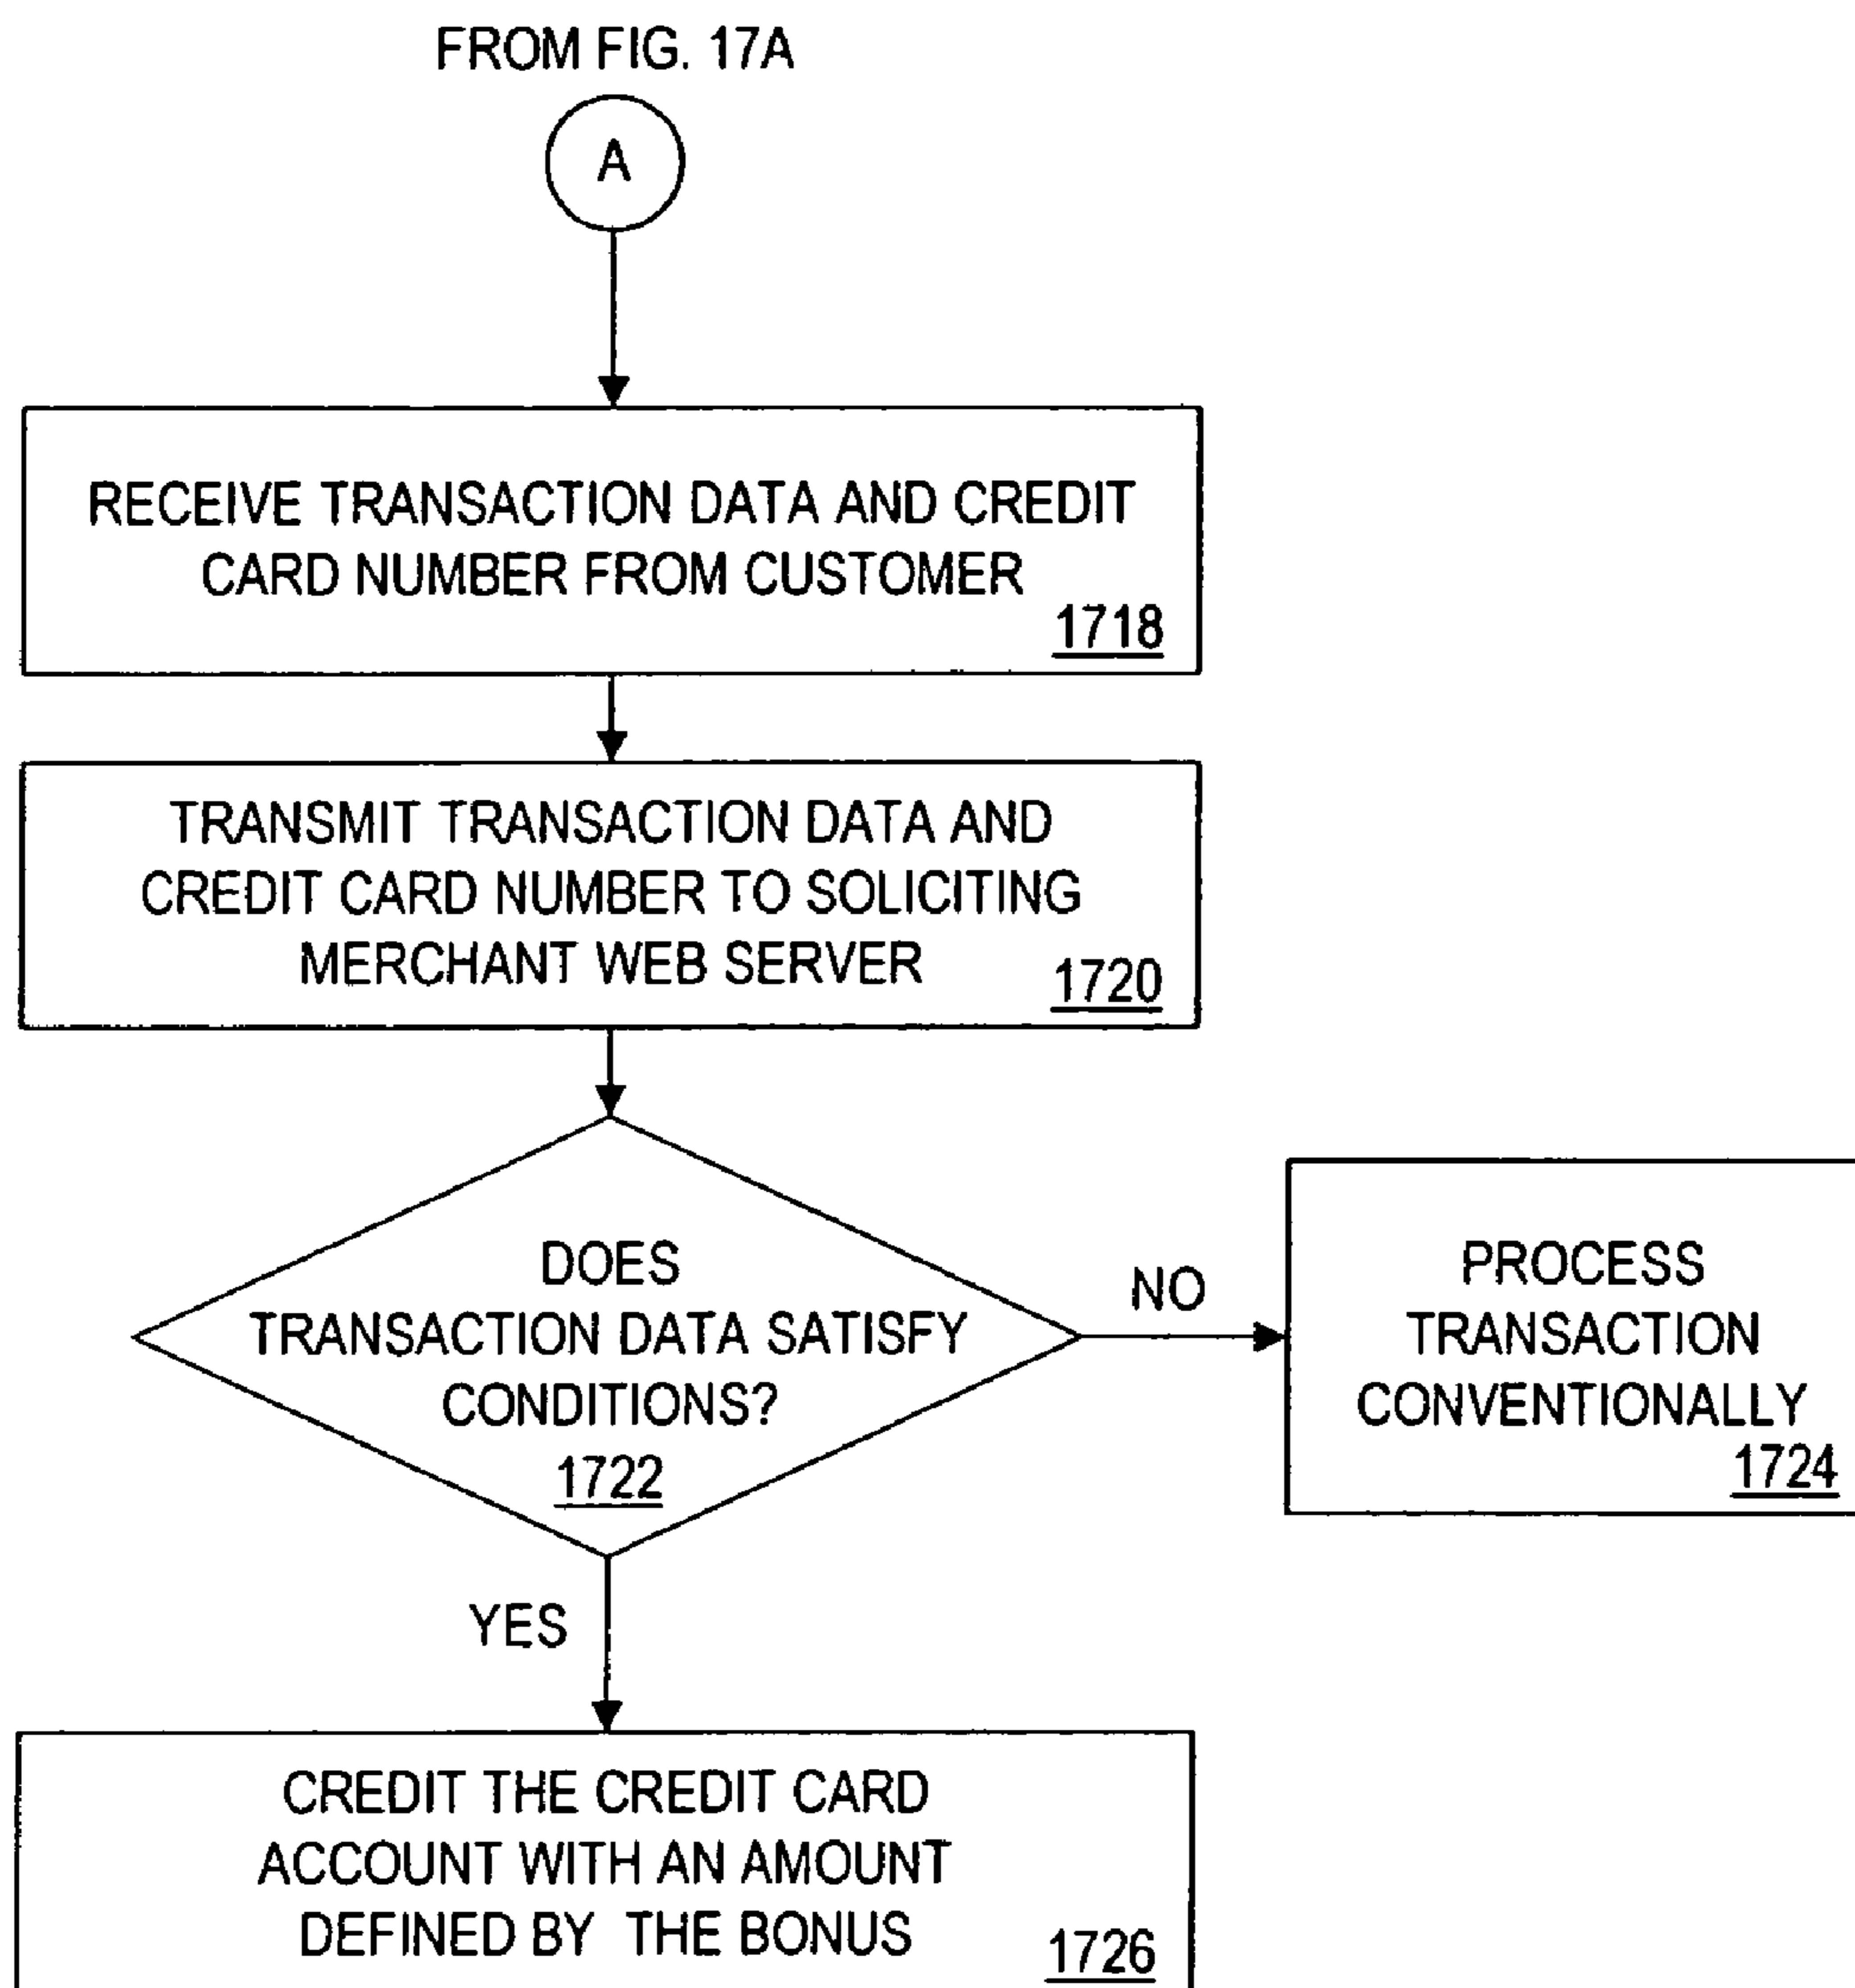 FROM FIG. 17A
A
RECEIVE TRANSACTION DATA AND CREDIT
CARD NUMBER FROM CUSTOMER
1718
TRANSMIT TRANSACTION DATA AND
CREDIT CARD NUMBER TO SOLICITING
MERCHANT WEB SERVER
1720
DOES
TRANSACTION DATA SATISFY
CONDITIONS?
1722
NO
PROCESS
TRANSACTION
CONVENTIONALLY
1724
YES
CREDIT THE CREDIT CARD
ACCOUNT WITH AN AMOUNT
DEFINED BY THE BONUS
1726